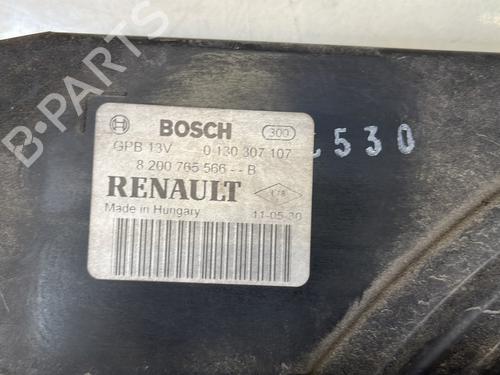 BOSCH
300
GPB 13V 0 130 307 107
8 200 765 566 -- B
RENAULT
Made in Hungary
11-05-30
530
B-PARTS